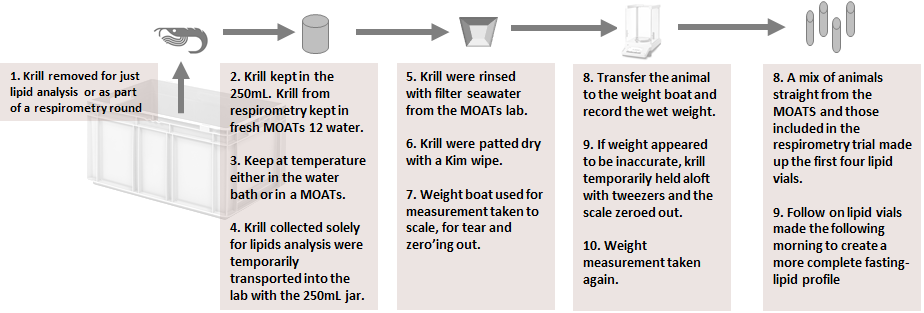 1. Krill removed for just
lipid analysis or as part
of a respirometry round
2. Krill kept in the
250mL. Krill from
respirometry kept in
fresh MOATs 12 water.
3. Keep at temperature
either in the water
bath or in a MOATs.
4. Krill collected solely
for lipids analysis were
temporarily
transported into the
lab with the 250mL jar.
5. Krill were rinsed
with filter seawater
from the MOATs lab.
6. Krill were patted dry
with a Kim wipe.
7. Weight boat used for
measurement taken to
scale, for tear and
zero'ing out.
8. Transfer the animal
to the weight boat and
record the wet weight.
9. If weight appeared
to be inaccurate, krill
temporarily held aloft
with tweezers and the
scale zeroed out.
10. Weight
measurement taken
again.
8. A mix of animals
straight from the
MOATS and those
included in the
respirometry trial made
up the first four lipid
vials.
9. Follow on lipid vials
made the following
morning to create a
more complete fasting-
lipid profile